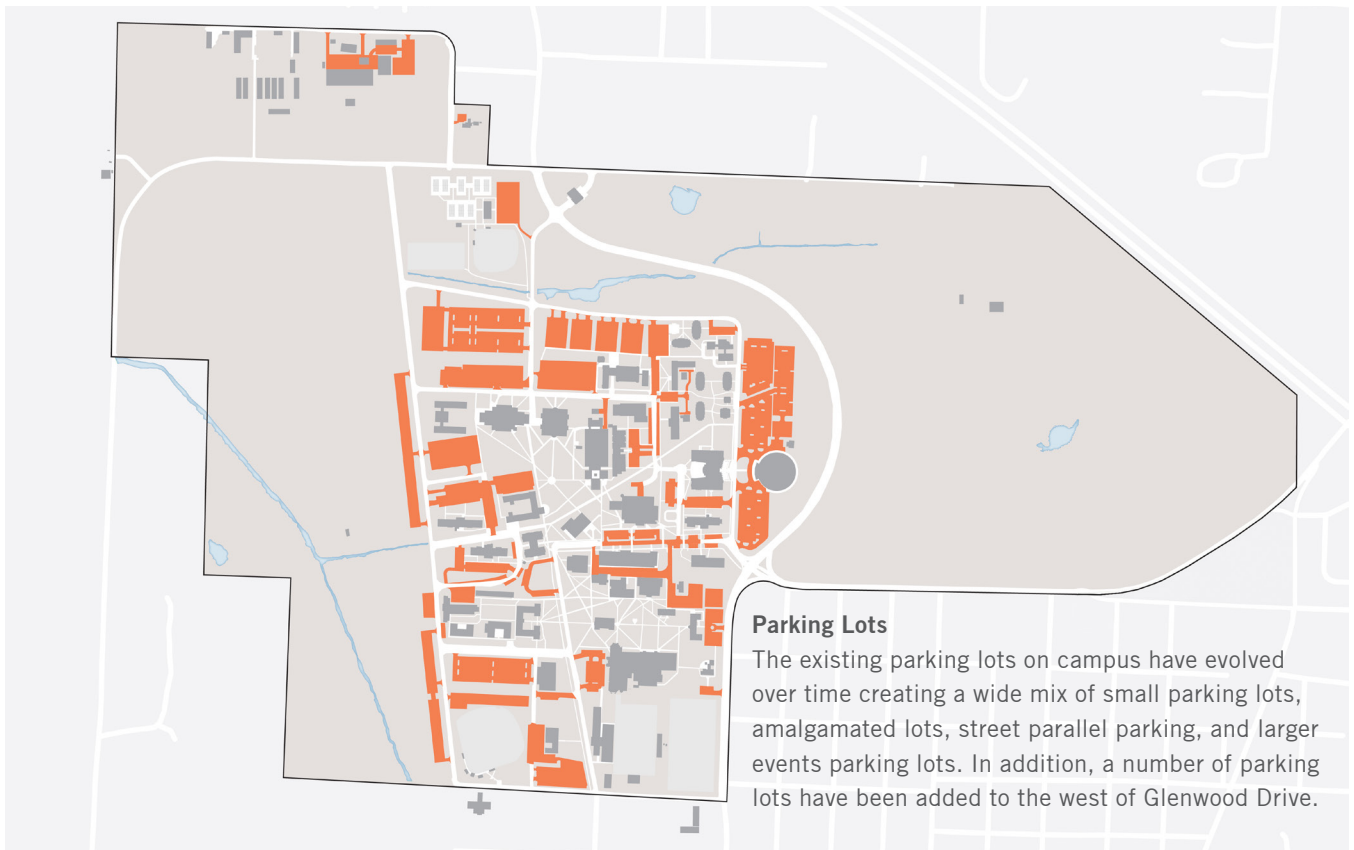 Parking Lots
The existing parking lots on campus have evolved
over time creating a wide mix of small parking lots,
amalgamated lots, street parallel parking, and larger
events parking lots. In addition, a number of parking
lots have been added to the west of Glenwood Drive.